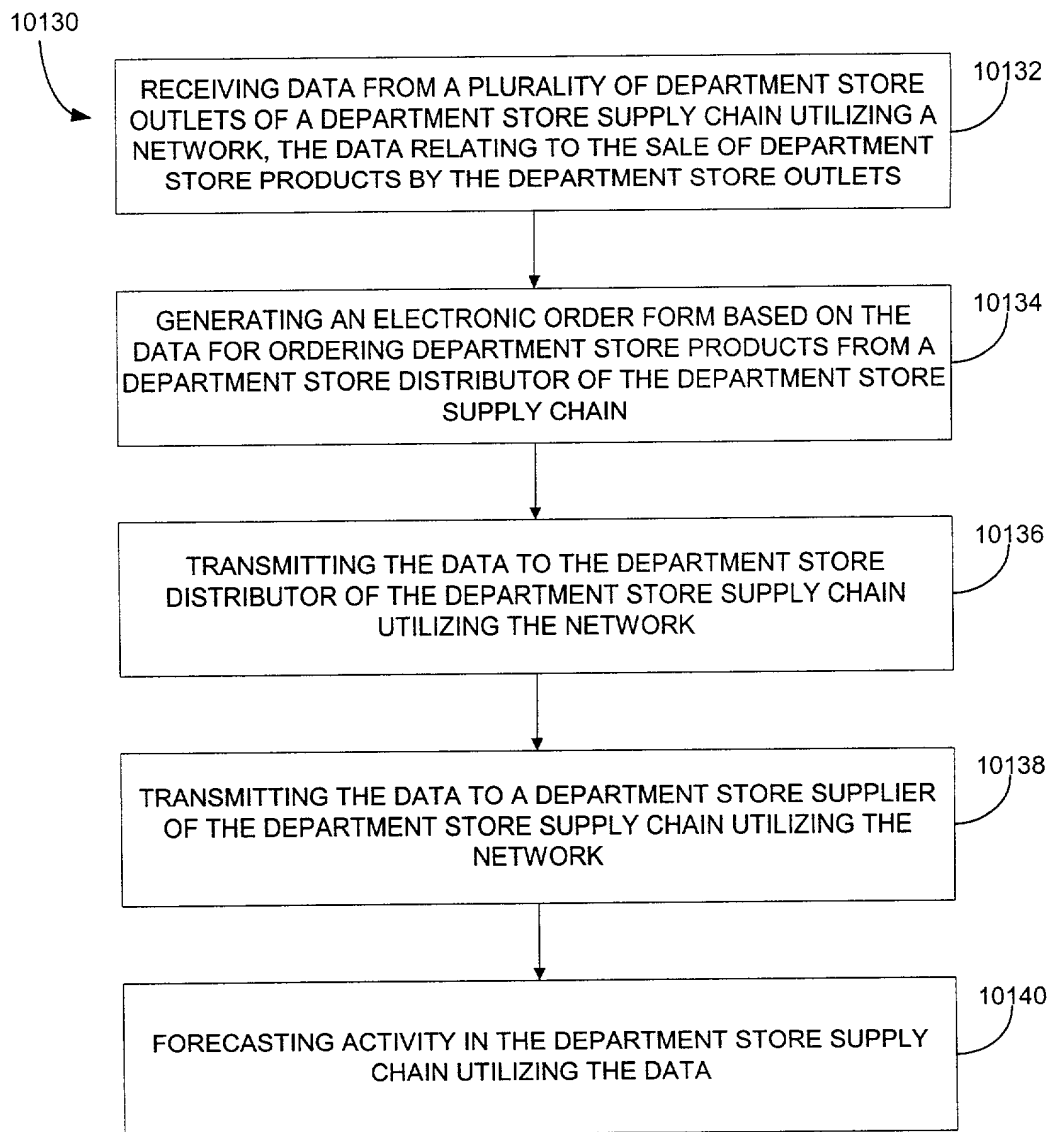 10130
RECEIVING DATA FROM A PLURALITY OF DEPARTMENT STORE
OUTLETS OF A DEPARTMENT STORE SUPPLY CHAIN UTILIZING A
NETWORK, THE DATA RELATING TO THE SALE OF DEPARTMENT
STORE PRODUCTS BY THE DEPARTMENT STORE OUTLETS
10132
GENERATING AN ELECTRONIC ORDER FORM BASED ON THE
DATA FOR ORDERING DEPARTMENT STORE PRODUCTS FROM A
DEPARTMENT STORE DISTRIBUTOR OF THE DEPARTMENT STORE
SUPPLY CHAIN
10134
TRANSMITTING THE DATA TO THE DEPARTMENT STORE
DISTRIBUTOR OF THE DEPARTMENT STORE SUPPLY CHAIN
UTILIZING THE NETWORK
10136
TRANSMITTING THE DATA TO A DEPARTMENT STORE SUPPLIER
OF THE DEPARTMENT STORE SUPPLY CHAIN UTILIZING THE
NETWORK
10138
FORECASTING ACTIVITY IN THE DEPARTMENT STORE SUPPLY
CHAIN UTILIZING THE DATA
10140